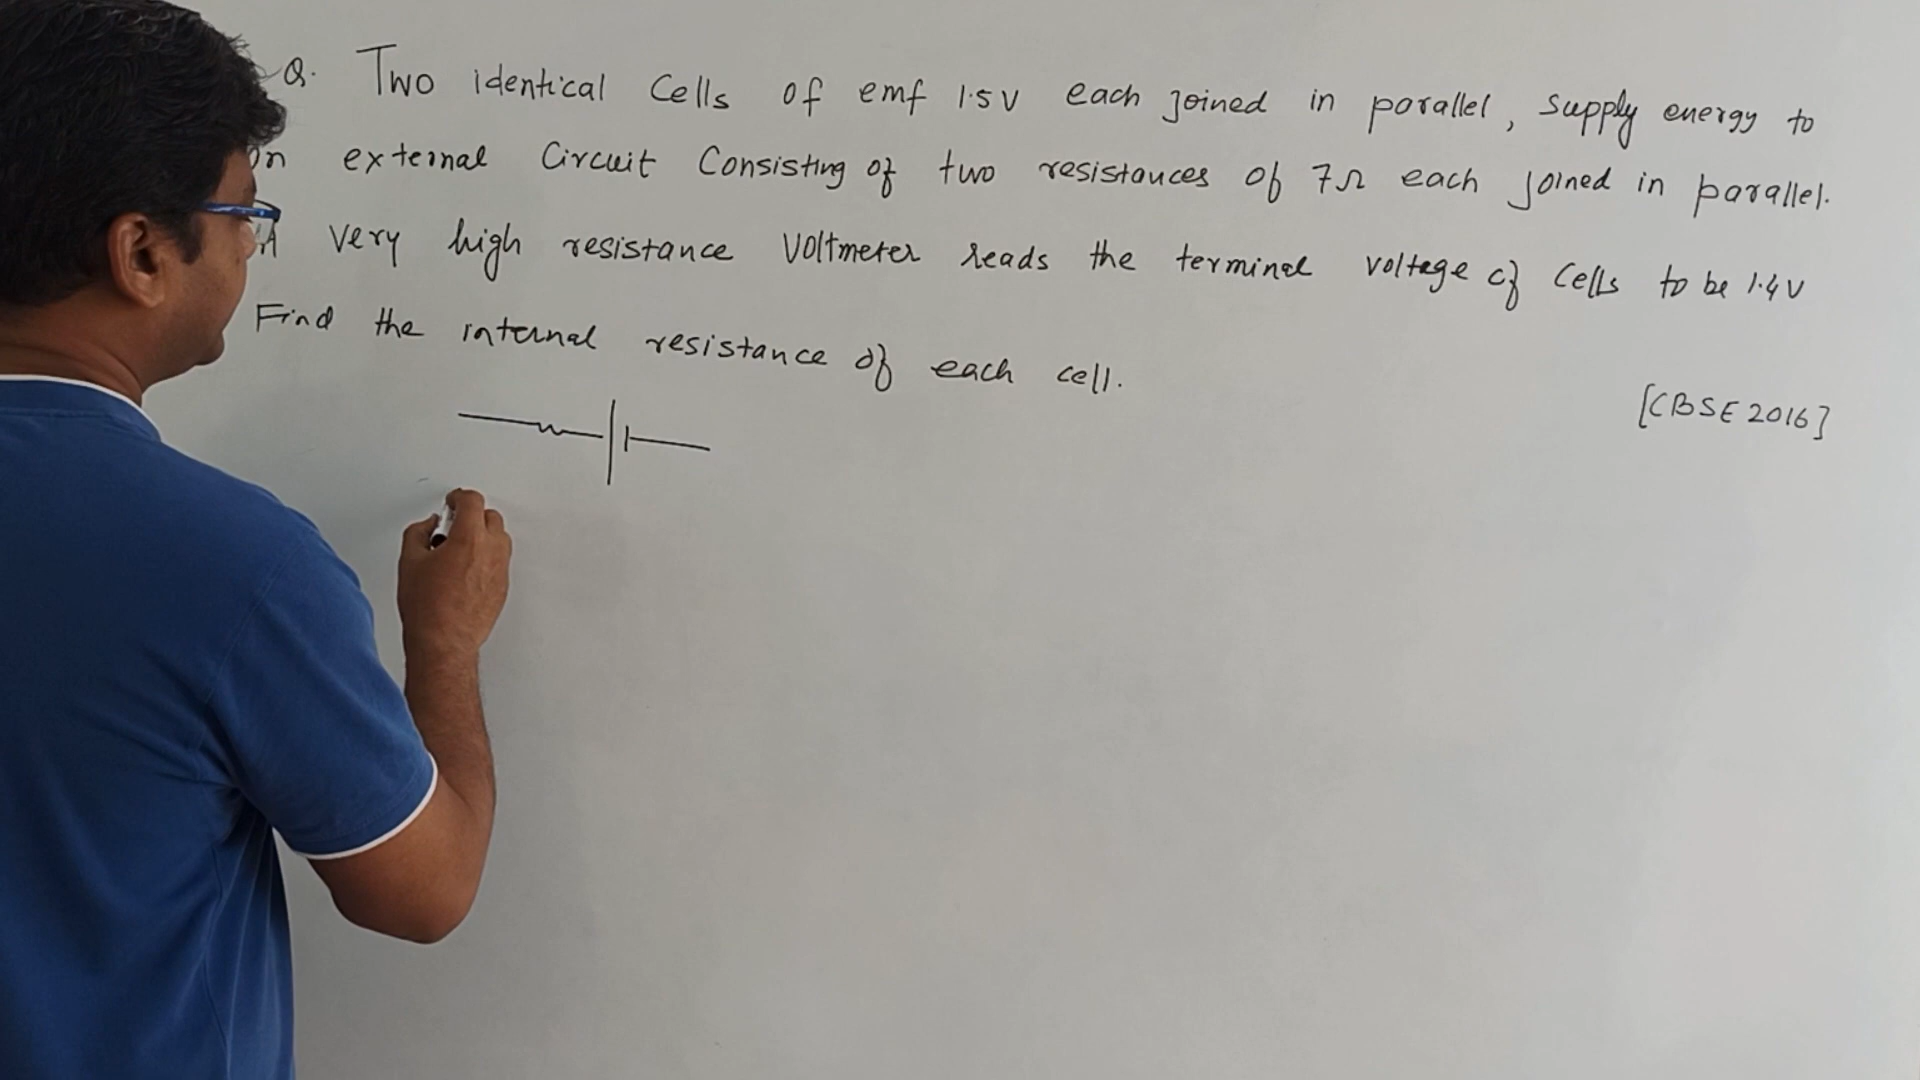 Q. Two identical Cells of emf 1.5V each joined in parallel, supply energy to
an external Circuit Consisting of two resistances of 7Ω each joined in parallel.
A very high resistance Voltmeter reads the terminal voltage of Cells to be 1.4V
Find the internal resistance of each cell.
[CBSE 2016]